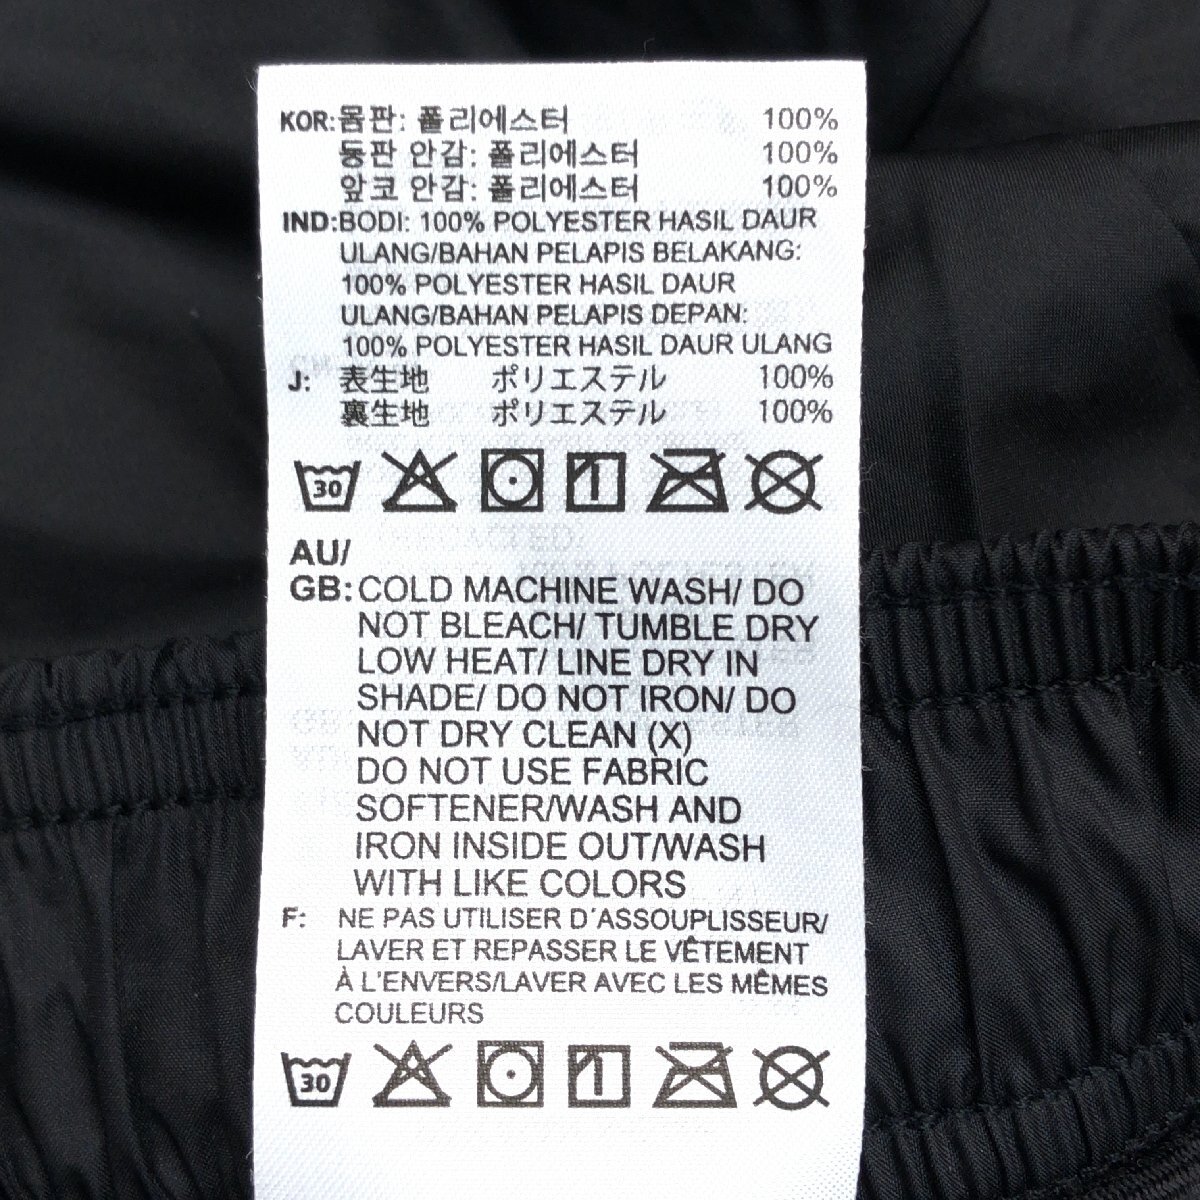 KOR:몸판: 폴리에스터 100%
등판 안감: 폴리에스터 100%
앞코 안감: 폴리에스터 100%
IND:BODI: 100% POLYESTER HASIL DAUR
ULANG/BAHAN PELAPIS BELAKANG:
100% POLYESTER HASIL DAUR
ULANG/BAHAN PELAPIS DEPAN:
100% POLYESTER HASIL DAUR ULANG
J: 表生地 ポリエステル 100%
裏生地 ポリエステル 100%
30
AU/
GB: COLD MACHINE WASH/ DO
NOT BLEACH/ TUMBLE DRY
LOW HEAT/ LINE DRY IN
SHADE/ DO NOT IRON/ DO
NOT DRY CLEAN (X)
DO NOT USE FABRIC
SOFTENER/WASH AND
IRON INSIDE OUT/WASH
WITH LIKE COLORS
F: NE PAS UTILISER D´ASSOUPLISSEUR/
LAVER ET REPASSER LE VÊTEMENT
À L'ENVERS/LAVER AVEC LES MÊMES
COULEURS
30